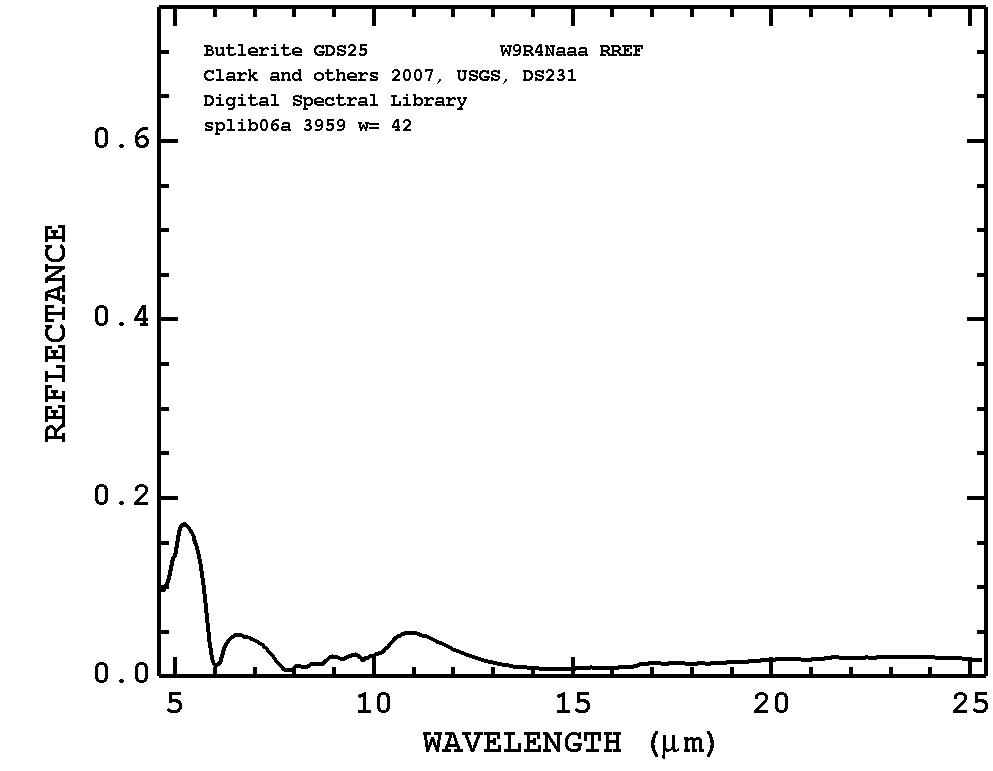 Butlerite GDS25 W9R4Naaa RREF
Clark and others 2007, USGS, DS231
Digital Spectral Library
splib06a 3959 w= 42
0.6
0.4
0.2
0.0
REFLECTANCE
5 10 15 20 25
WAVELENGTH (μm)